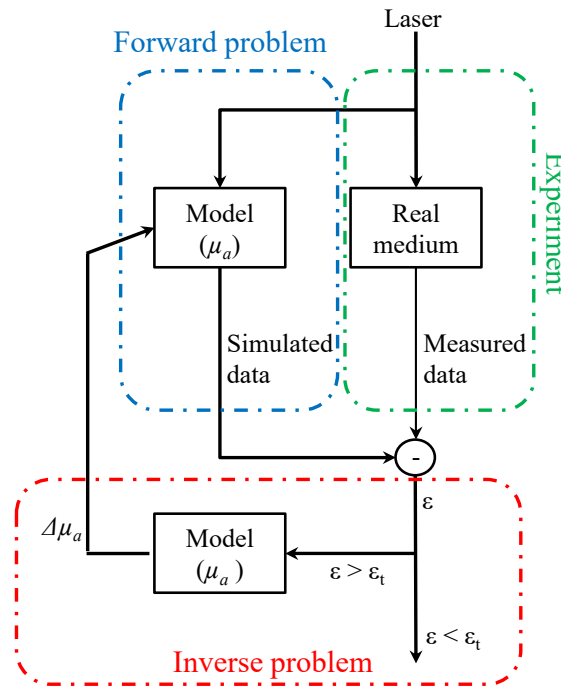 Laser
Forward problem
Experiment
Model
(μₐ)
Real
medium
Simulated
data
Measured
data
-
ε
Δμₐ
Model
(μₐ )
ε > εₜ
ε < εₜ
Inverse problem